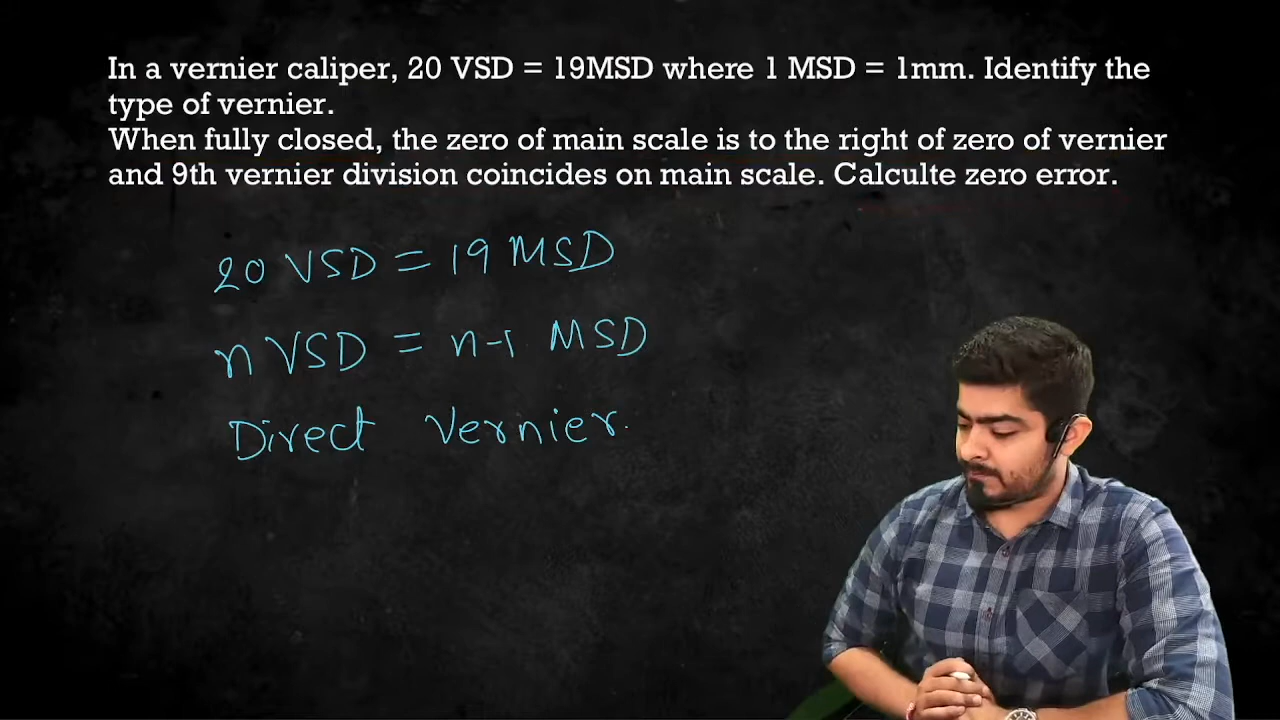 In a vernier caliper, 20 VSD = 19MSD where 1 MSD = 1mm. Identify the
type of vernier.
When fully closed, the zero of main scale is to the right of zero of vernier
and 9th vernier division coincides on main scale. Calculte zero error.
20 VSD = 19 MSD
n VSD = n-1 MSD
Direct Vernier.